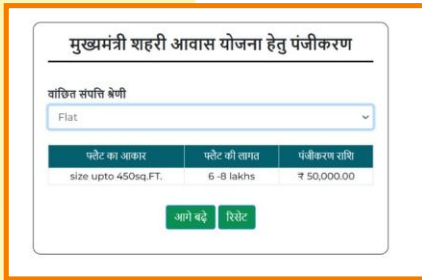 मुख्यमंत्री शहरी आवास योजना हेतु पंजीकरण
वांछित संपत्ति श्रेणी
Flat
फ्लैट का आकार फ्लैट की लागत पंजीकरण राशि
size upto 450sq.FT. 6 -8 lakhs ₹ 50,000.00
आगे बढ़े रिसेट